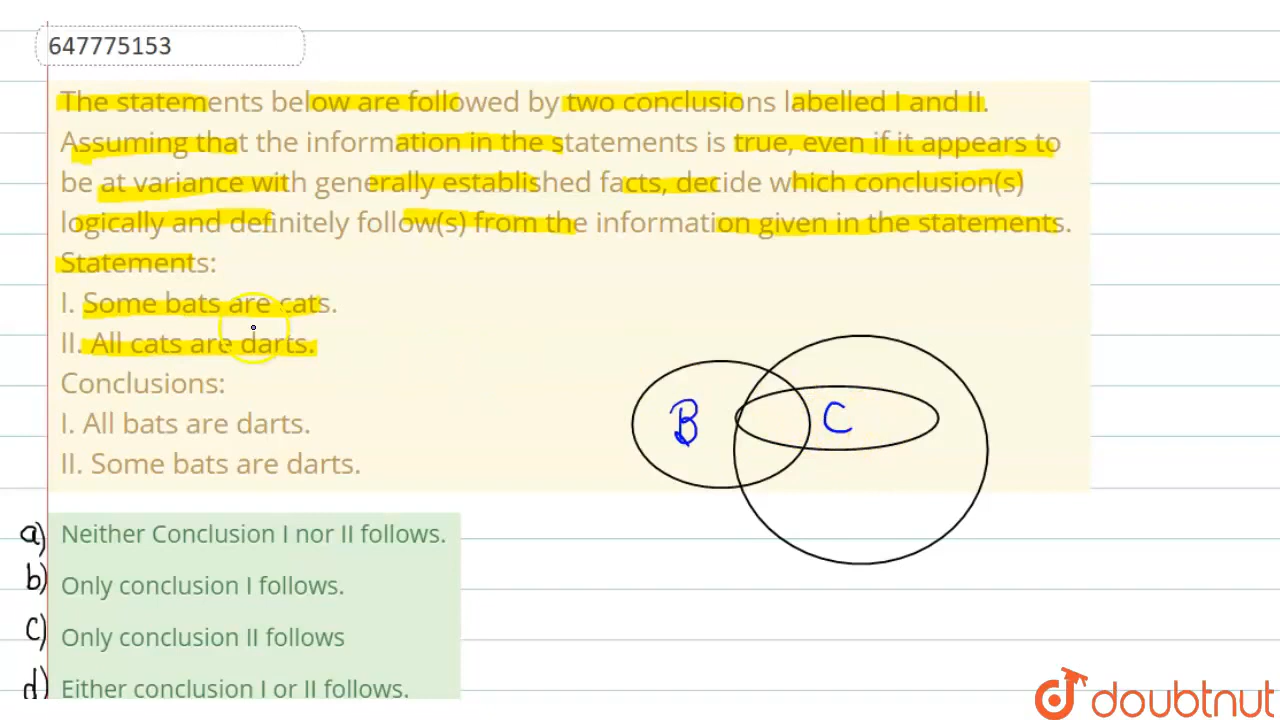 647775153
The statements below are followed by two conclusions labelled I and II.
Assuming that the information in the statements is true, even if it appears to
be at variance with generally established facts, decide which conclusion(s)
logically and definitely follow(s) from the information given in the statements.
Statements:
I. Some bats are cats.
II. All cats are darts.
Conclusions:
I. All bats are darts.
II. Some bats are darts.
B C
a) Neither Conclusion I nor II follows.
b) Only conclusion I follows.
c) Only conclusion II follows
d) Either conclusion I or II follows.
doubtnut